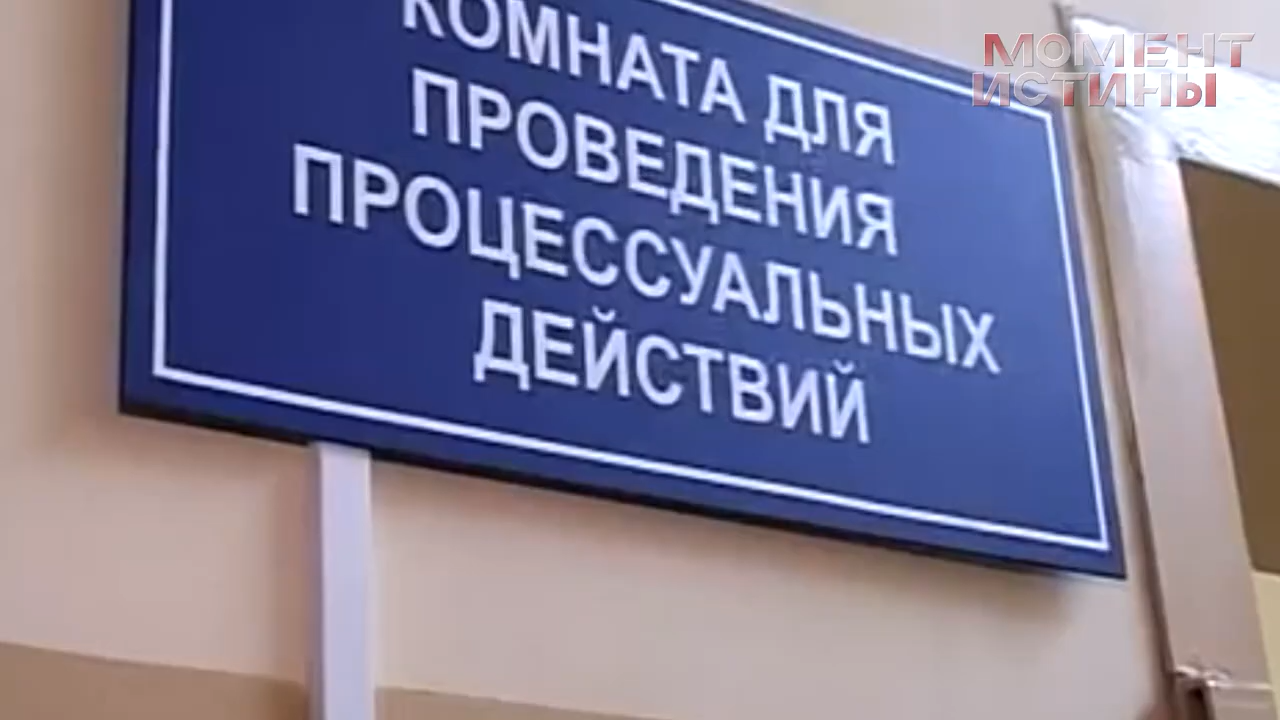 КОМНАТА ДЛЯ
ПРОВЕДЕНИЯ
ПРОЦЕССУАЛЬНЫХ
ДЕЙСТВИЙ
МОМЕНТ
ИСТИНЫ